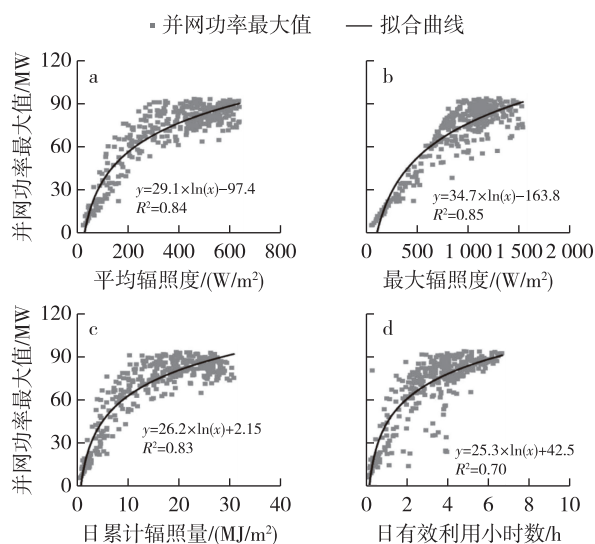 并网功率最大值 拟合曲线
并网功率最大值/MW
120
90
60
30
0
a
y=29.1×ln(x)−97.4
R²=0.84
0 200 400 600 800
平均辐照度/(W/m²)
b
y=34.7×ln(x)−163.8
R²=0.85
0 500 1 000 1 500 2 000
最大辐照度/(W/m²)
并网功率最大值/MW
120
90
60
30
0
c
y=26.2×ln(x)+2.15
R²=0.83
0 10 20 30 40
日累计辐照量/(MJ/m²)
d
y=25.3×ln(x)+42.5
R²=0.70
0 2 4 6 8 10
日有效利用小时数/h